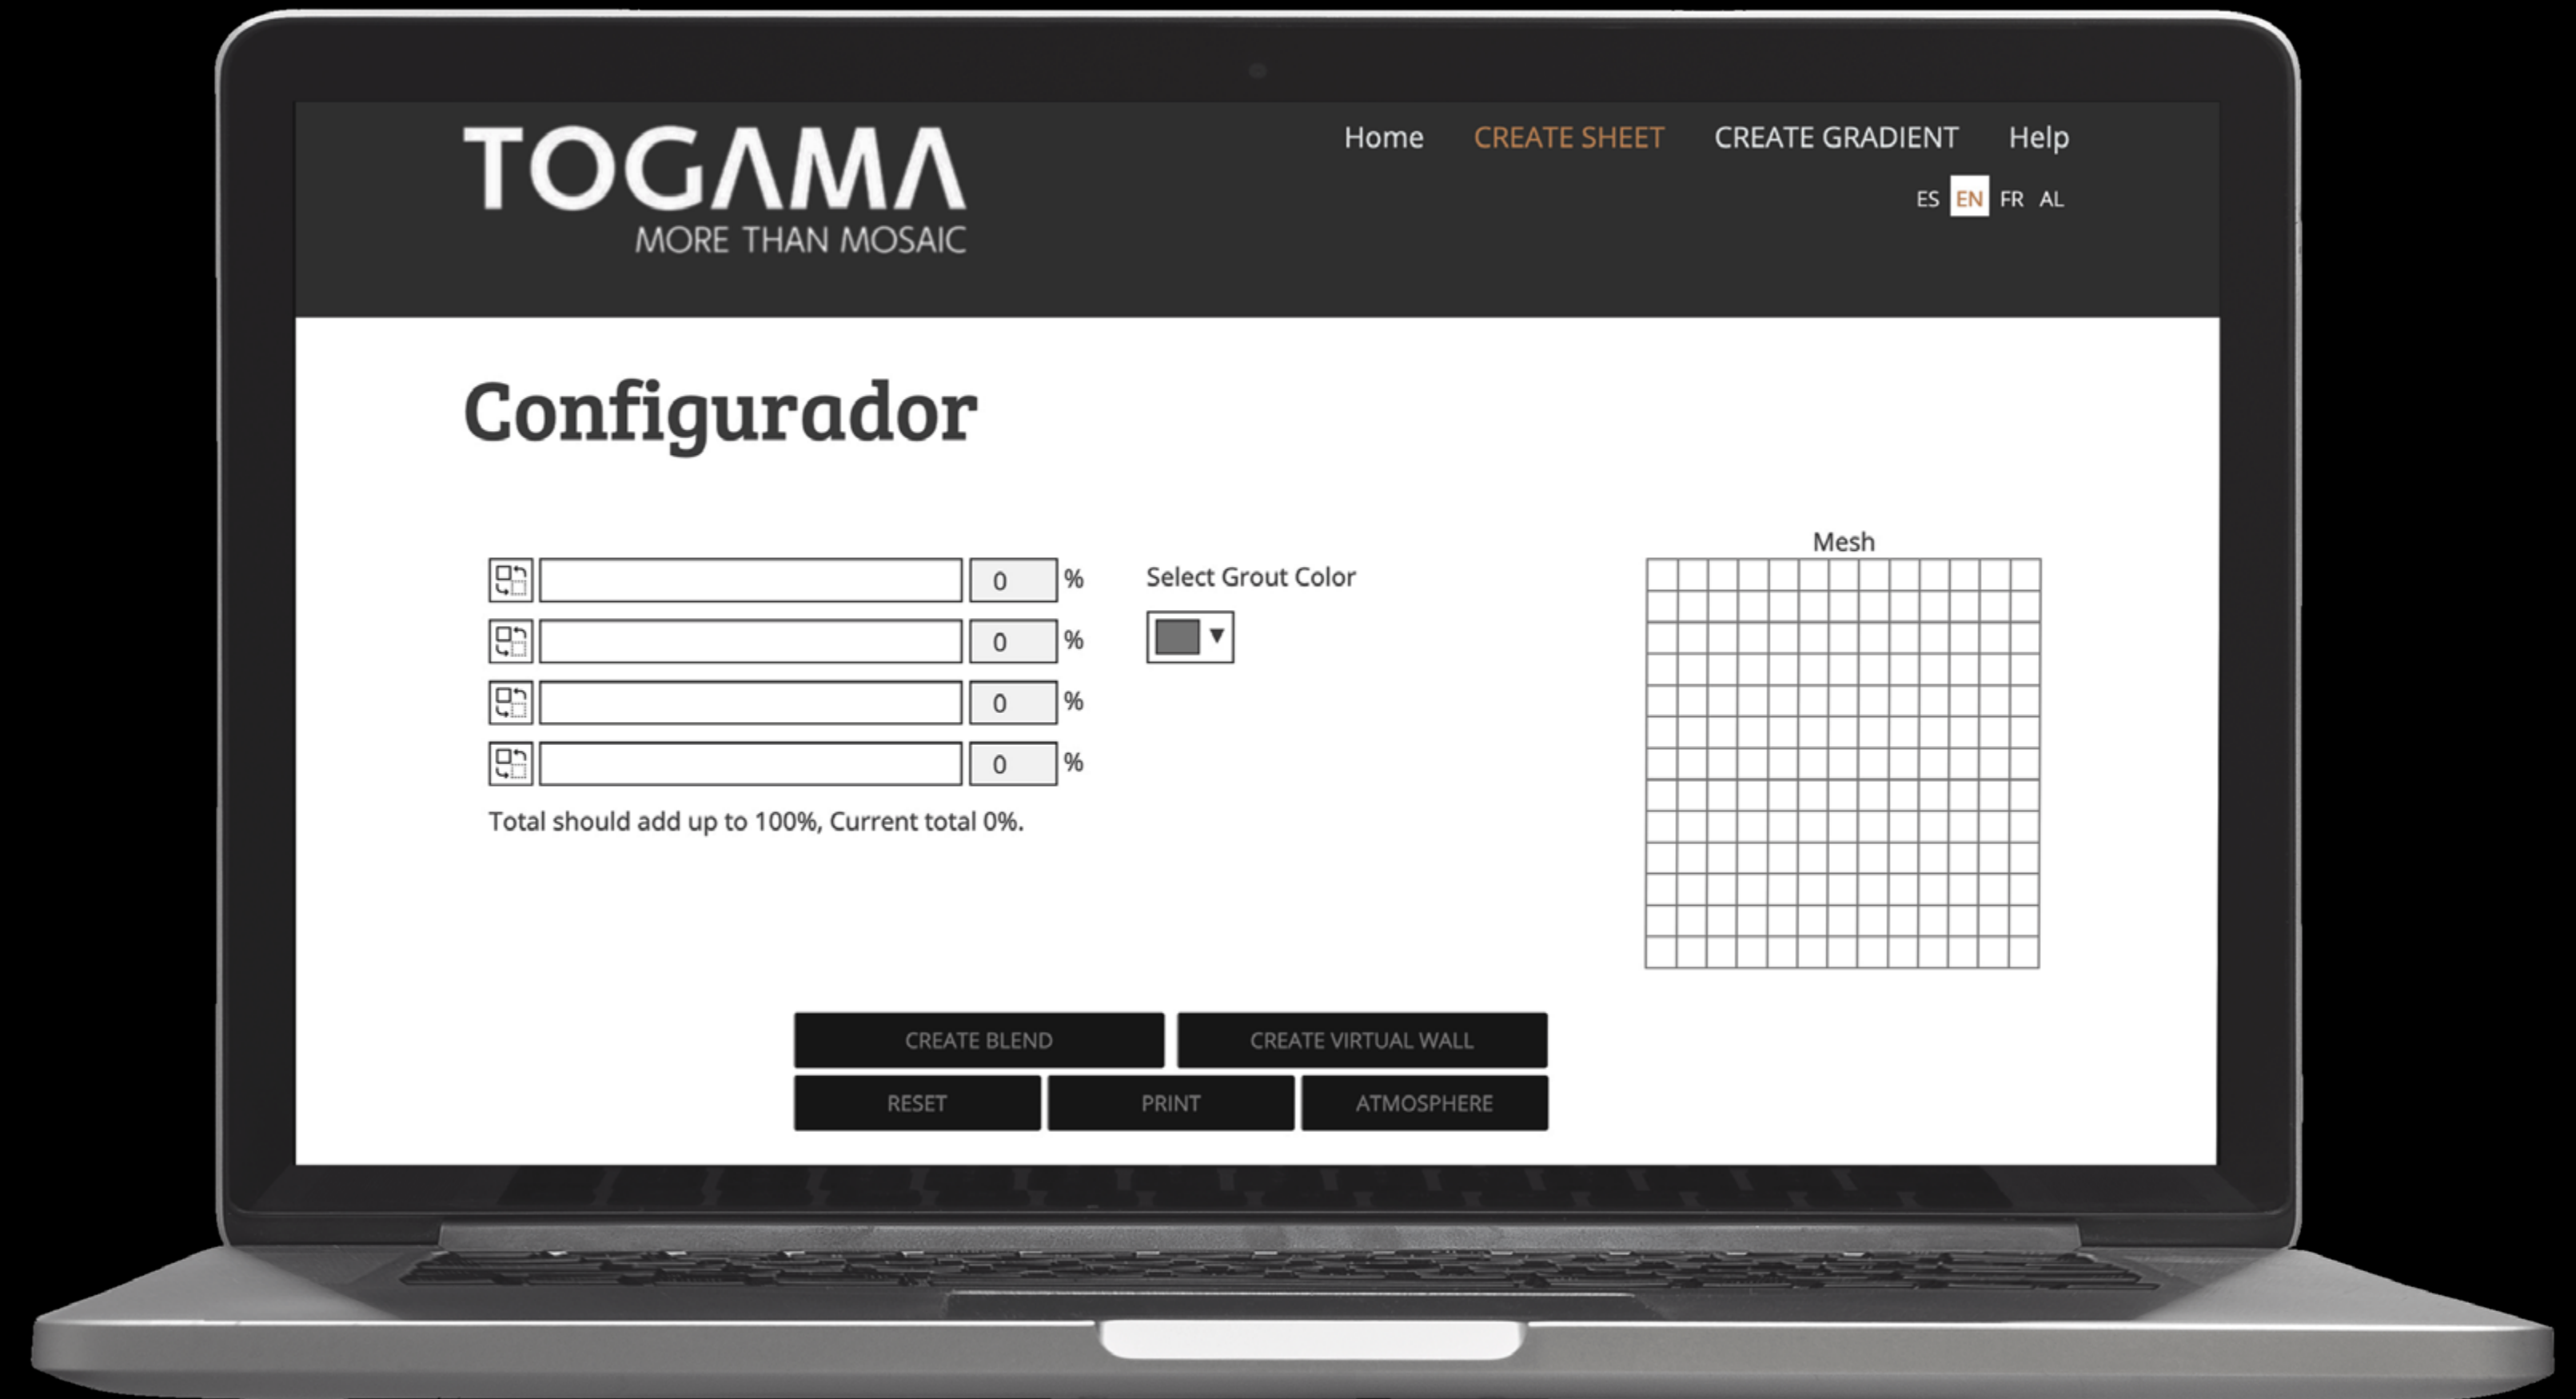 TOGAMA
MORE THAN MOSAIC
Home CREATE SHEET CREATE GRADIENT Help
ES EN FR AL
Configurador
0 %
0 %
0 %
0 %
Total should add up to 100%, Current total 0%.
Select Grout Color
Mesh
CREATE BLEND CREATE VIRTUAL WALL
RESET PRINT ATMOSPHERE